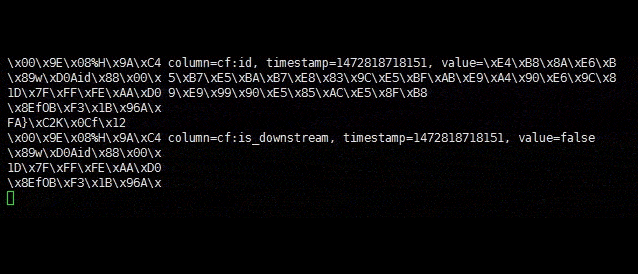 \x00\x9E\x08%H\x9A\xC4 column=cf:id, timestamp=1472818718151, value=\xE4\xB8\x8A\xE6\xB
\x89w\xD0Aid\x88\x00\x 5\xB7\xE5\xBA\xB7\xE8\x83\x9C\xE5\xBF\xAB\xE9\xA4\x90\xE6\x9C\x8
1D\x7F\xFF\xFE\xAA\xD0 9\xE9\x99\x90\xE5\x85\xAC\xE5\x8F\xB8
\x8EfOB\xF3\x1B\x96A\x
FA}\xC2K\x0Cf\x12
\x00\x9E\x08%H\x9A\xC4 column=cf:is_downstream, timestamp=1472818718151, value=false
\x89w\xD0Aid\x88\x00\x
1D\x7F\xFF\xFE\xAA\xD0
\x8EfOB\xF3\x1B\x96A\x